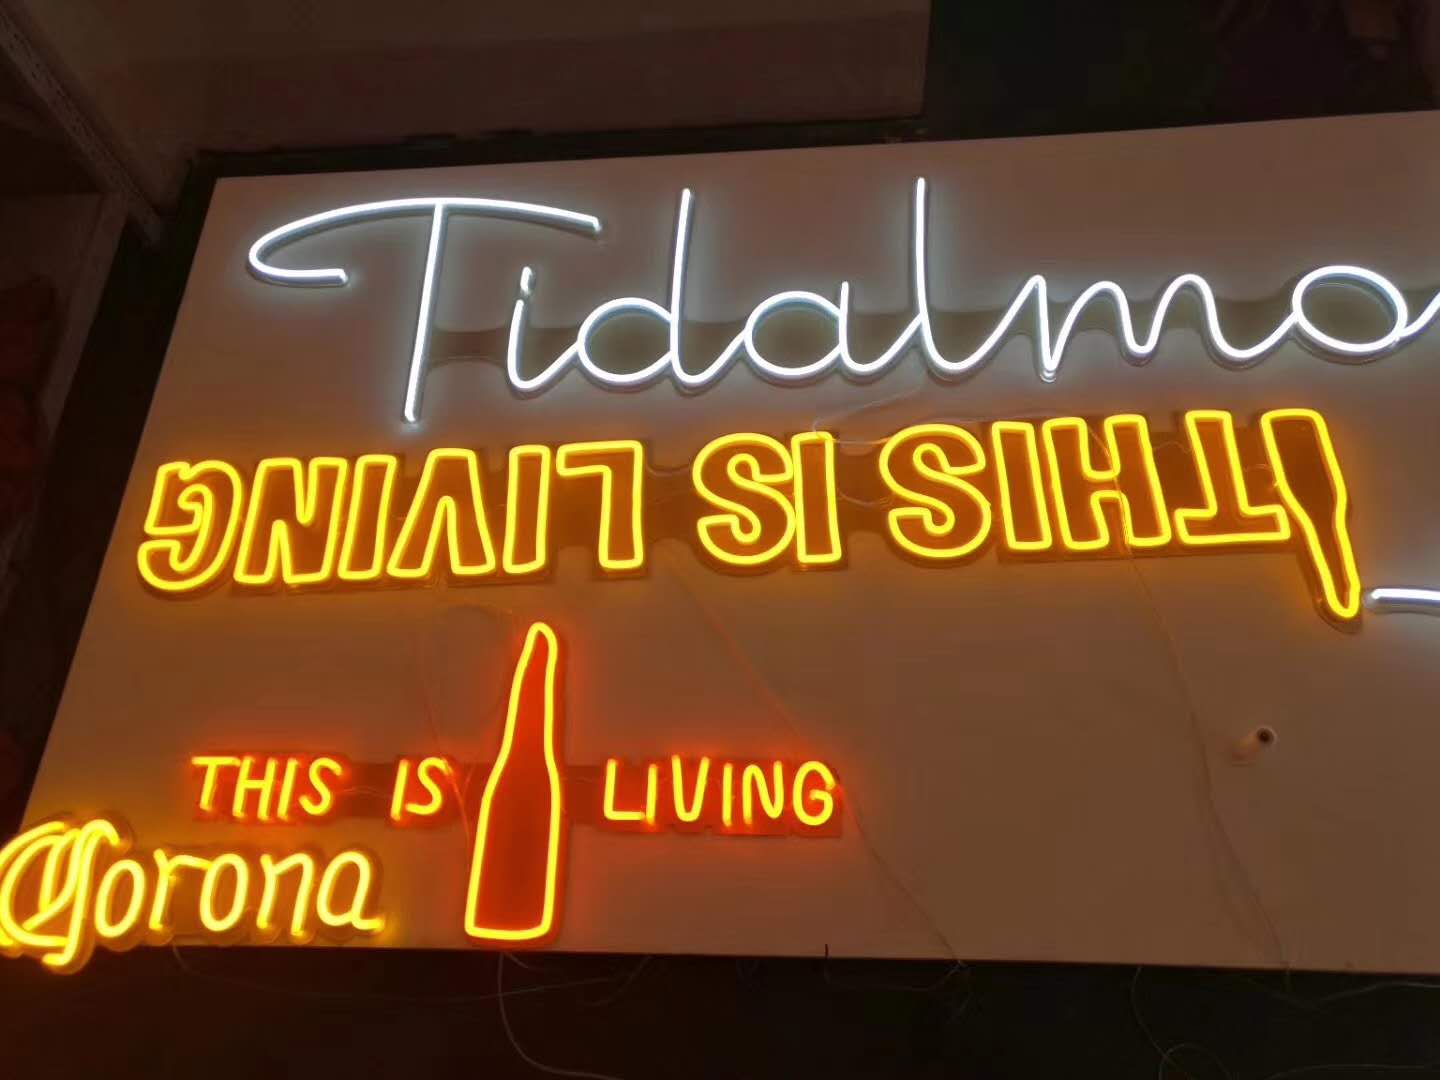 Tidalmo
THIS IS LIVING
THIS IS LIVING
Corona